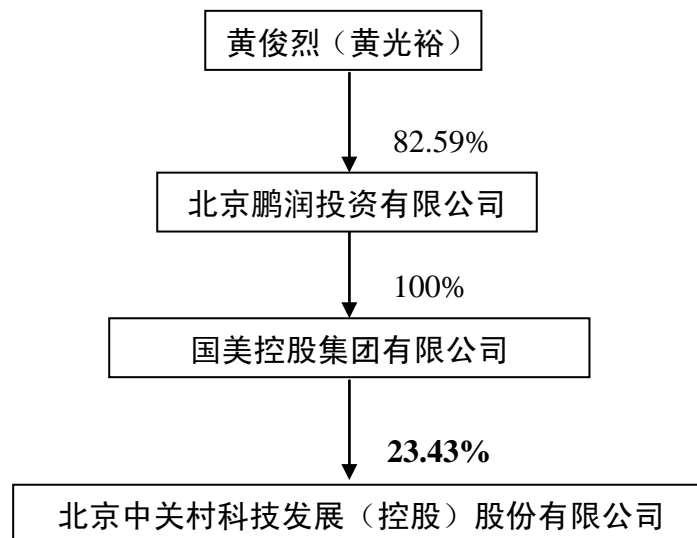 黄俊烈（黄光裕）
82.59%
北京鹏润投资有限公司
100%
国美控股集团有限公司
23.43%
北京中关村科技发展（控股）股份有限公司